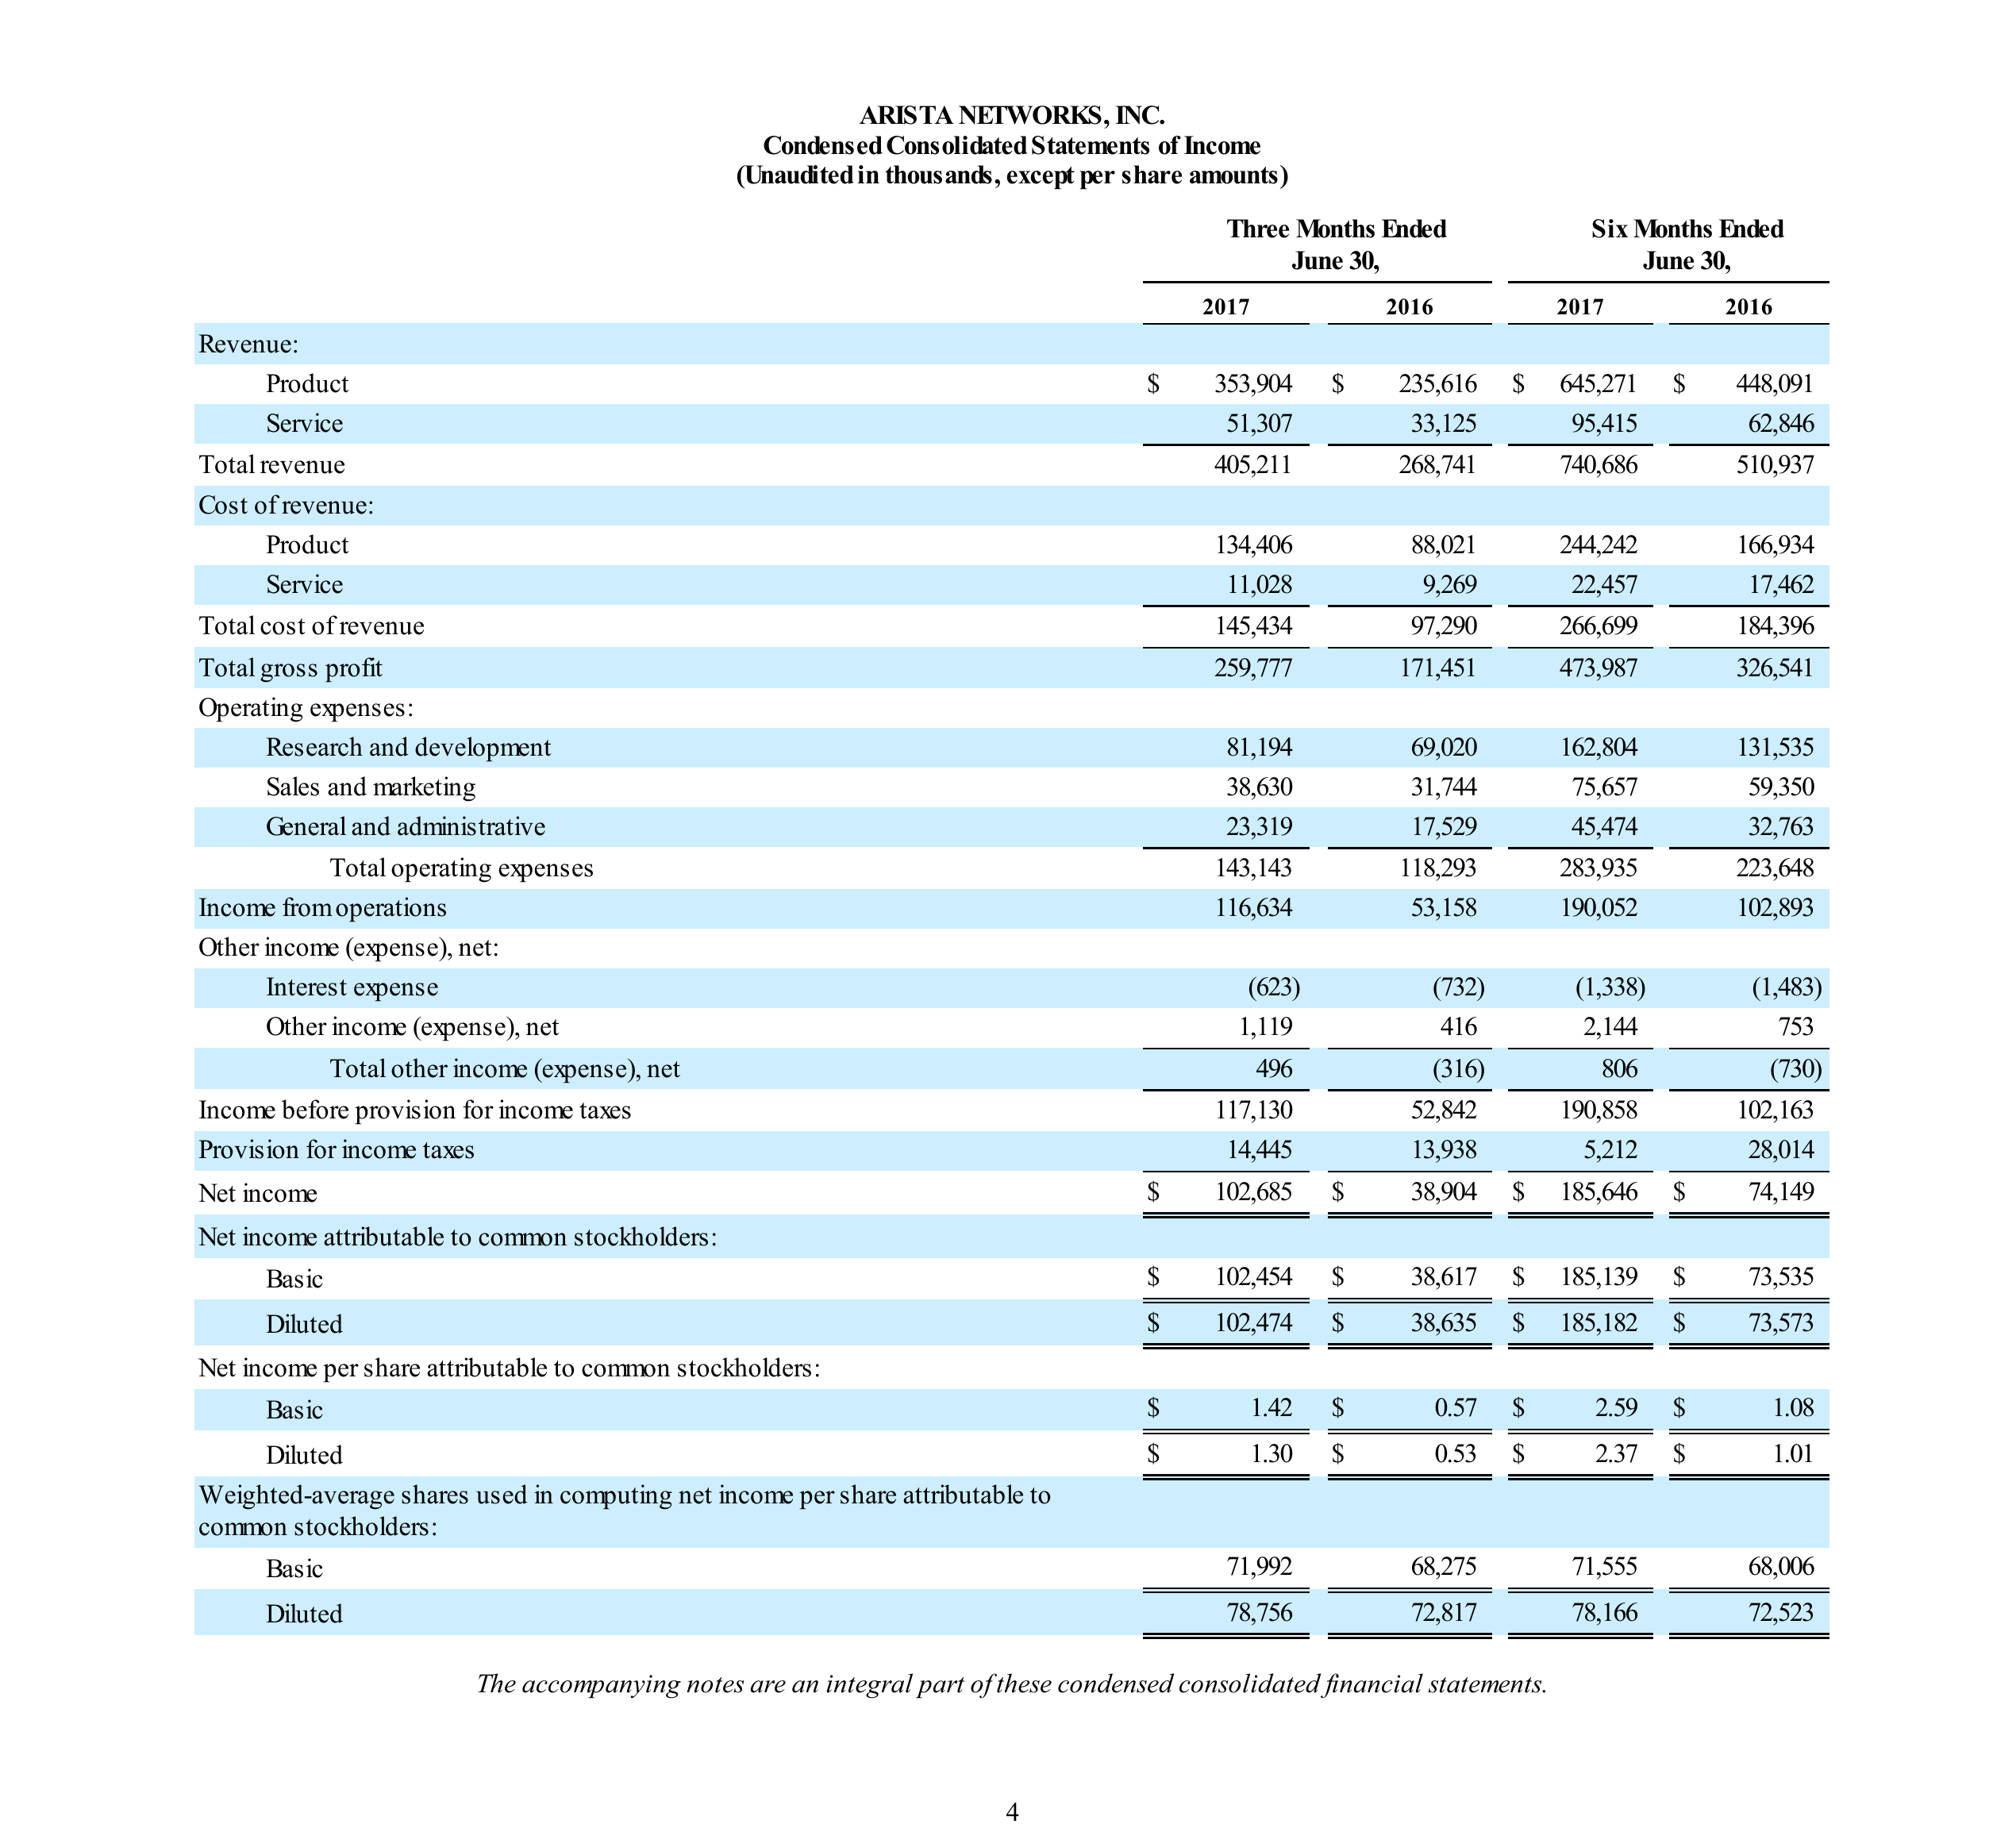 ARISTA NETWORKS, INC.
Condensed Consolidated Statements of Income
(Unaudited in thousands, except per share amounts)
Three Months Ended Six Months Ended
June 30, June 30,
2017 2016 2017 2016
Revenue:
Product $ 353,904 $ 235,616 $ 645,271 $ 448,091
Service 51,307 33,125 95,415 62,846
Total revenue 405,211 268,741 740,686 510,937
Cost of revenue:
Product 134,406 88,021 244,242 166,934
Service 11,028 9,269 22,457 17,462
Total cost of revenue 145,434 97,290 266,699 184,396
Total gross profit 259,777 171,451 473,987 326,541
Operating expenses:
Research and development 81,194 69,020 162,804 131,535
Sales and marketing 38,630 31,744 75,657 59,350
General and administrative 23,319 17,529 45,474 32,763
Total operating expenses 143,143 118,293 283,935 223,648
Income from operations 116,634 53,158 190,052 102,893
Other income (expense), net:
Interest expense (623) (732) (1,338) (1,483)
Other income (expense), net 1,119 416 2,144 753
Total other income (expense), net 496 (316) 806 (730)
Income before provision for income taxes 117,130 52,842 190,858 102,163
Provision for income taxes 14,445 13,938 5,212 28,014
Net income $ 102,685 $ 38,904 $ 185,646 $ 74,149
Net income attributable to common stockholders:
Basic $ 102,454 $ 38,617 $ 185,139 $ 73,535
Diluted $ 102,474 $ 38,635 $ 185,182 $ 73,573
Net income per share attributable to common stockholders:
Basic $ 1.42 $ 0.57 $ 2.59 $ 1.08
Diluted $ 1.30 $ 0.53 $ 2.37 $ 1.01
Weighted-average shares used in computing net income per share attributable to
common stockholders:
Basic 71,992 68,275 71,555 68,006
Diluted 78,756 72,817 78,166 72,523
The accompanying notes are an integral part of these condensed consolidated financial statements.
4